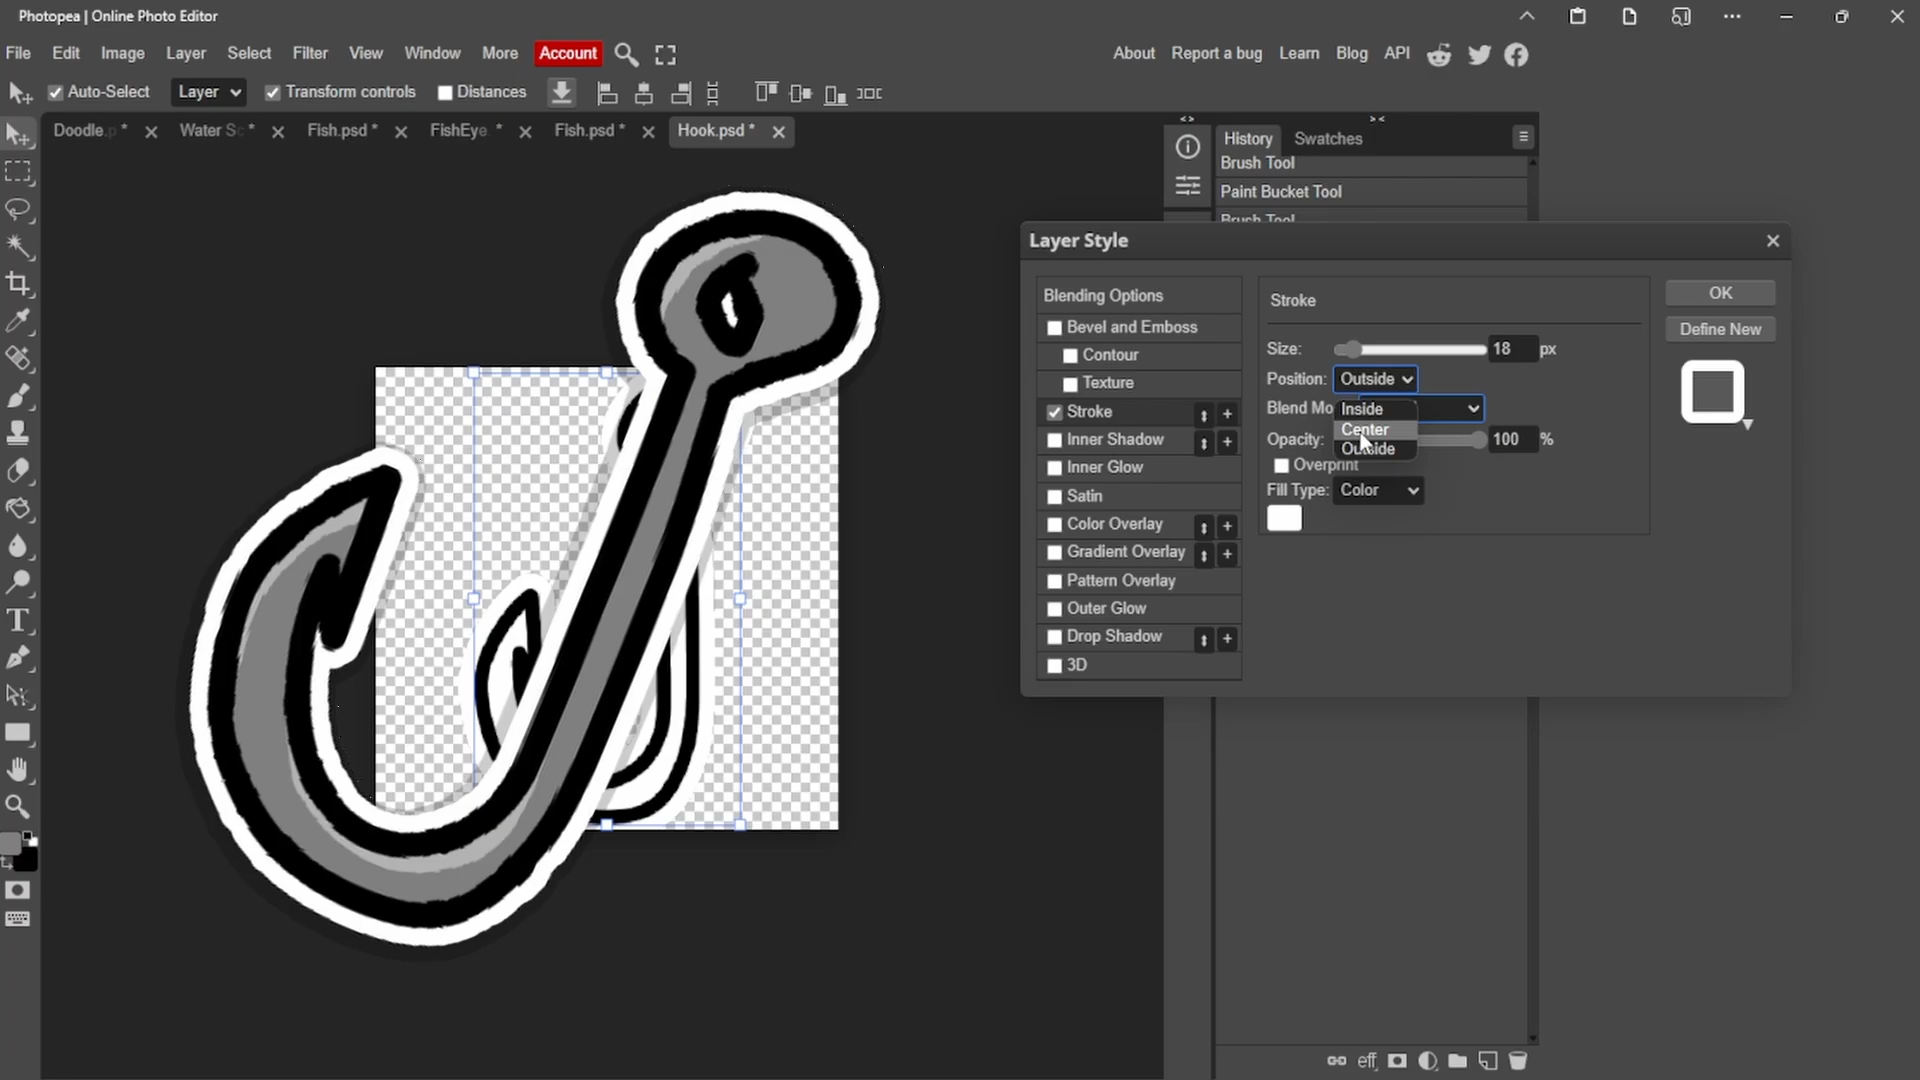 Photopea | Online Photo Editor
File Edit Image Layer Select Filter View Window More Account
About Report a bug Learn Blog API
Auto-Select Layer Transform controls Distances
Doodle.p * Water Sc * Fish.psd * FishEye. * Fish.psd * Hook.psd *
History Swatches
Brush Tool
Paint Bucket Tool
Brush Tool
Layer Style
Blending Options
Bevel and Emboss
Contour
Texture
Stroke
Inner Shadow
Inner Glow
Satin
Color Overlay
Gradient Overlay
Pattern Overlay
Outer Glow
Drop Shadow
3D
Stroke
Size: 18 px
Position: Outside
Blend Mo
Inside
Center
Outside
Opacity: 100 %
Overprint
Fill Type: Color
OK
Define New
eff